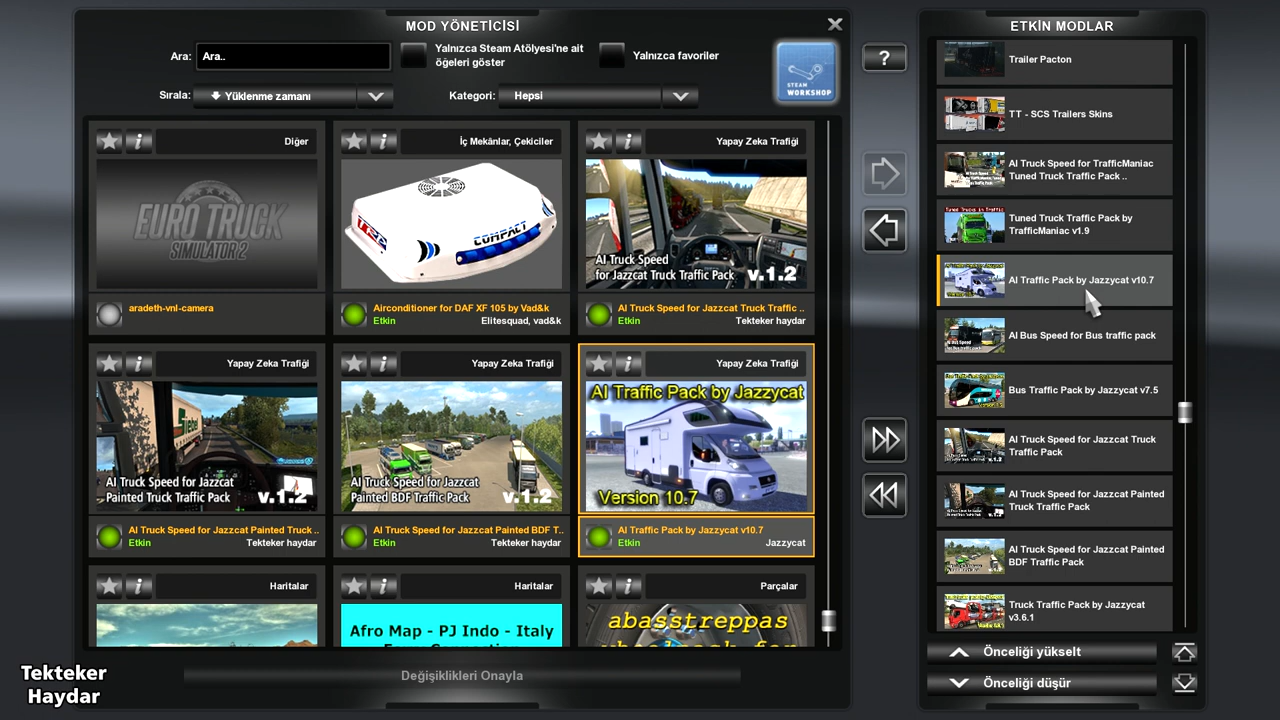 MOD YÖNETİCİSİ
Ara:
Ara..
Yalnızca Steam Atölyesi'ne ait
öğeleri göster
Yalnızca favoriler
STEAM
WORKSHOP
Sırala:
Yüklenme zamanı
Kategori:
Hepsi
Diğer
EURO TRUCK
SIMULATOR 2
aradeth-vnl-camera
İç Mekânlar, Çekiciler
COMPACT
Airconditioner for DAF XF 105 by Vad&k
Etkin
Elitesquad, vad&k
Yapay Zeka Trafiği
AI Truck Speed
for Jazzcat Truck Traffic Pack
v.1.2
AI Truck Speed for Jazzcat Truck Traffic ..
Etkin
Tekteker haydar
Yapay Zeka Trafiği
AI Truck Speed for Jazzcat
Painted Truck Traffic Pack
v.1.2
AI Truck Speed for Jazzcat Painted Truck ..
Etkin
Tekteker haydar
Yapay Zeka Trafiği
AI Truck Speed for Jazzcat
Painted BDF Traffic Pack
v.1.2
AI Truck Speed for Jazzcat Painted BDF T..
Etkin
Tekteker haydar
Yapay Zeka Trafiği
AI Traffic Pack by Jazzycat
Version 10.7
AI Traffic Pack by Jazzycat v10.7
Etkin
Jazzycat
Haritalar
Haritalar
Afro Map - PJ Indo - Italy
Parçalar
abasstreppas
Değişiklikleri Onayla
Tekteker
Haydar
?
ETKİN MODLAR
Trailer Pacton
TT - SCS Trailers Skins
AI Truck Speed for TrafficManiac
Tuned Truck Traffic Pack ..
Tuned Truck Traffic Pack by
TrafficManiac v1.9
AI Traffic Pack by Jazzycat v10.7
AI Bus Speed for Bus traffic pack
Bus Traffic Pack by Jazzycat v7.5
AI Truck Speed for Jazzcat Truck
Traffic Pack
AI Truck Speed for Jazzcat Painted
Truck Traffic Pack
AI Truck Speed for Jazzcat Painted
BDF Traffic Pack
Truck Traffic Pack by Jazzycat
v3.6.1
Önceliği yükselt
Önceliği düşür